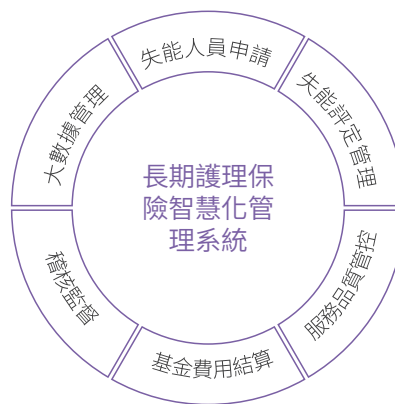 失能人員申請
失能評定管理
服務品質管控
基金費用結算
稽核監督
大數據管理
長期護理保
險智慧化管
理系統